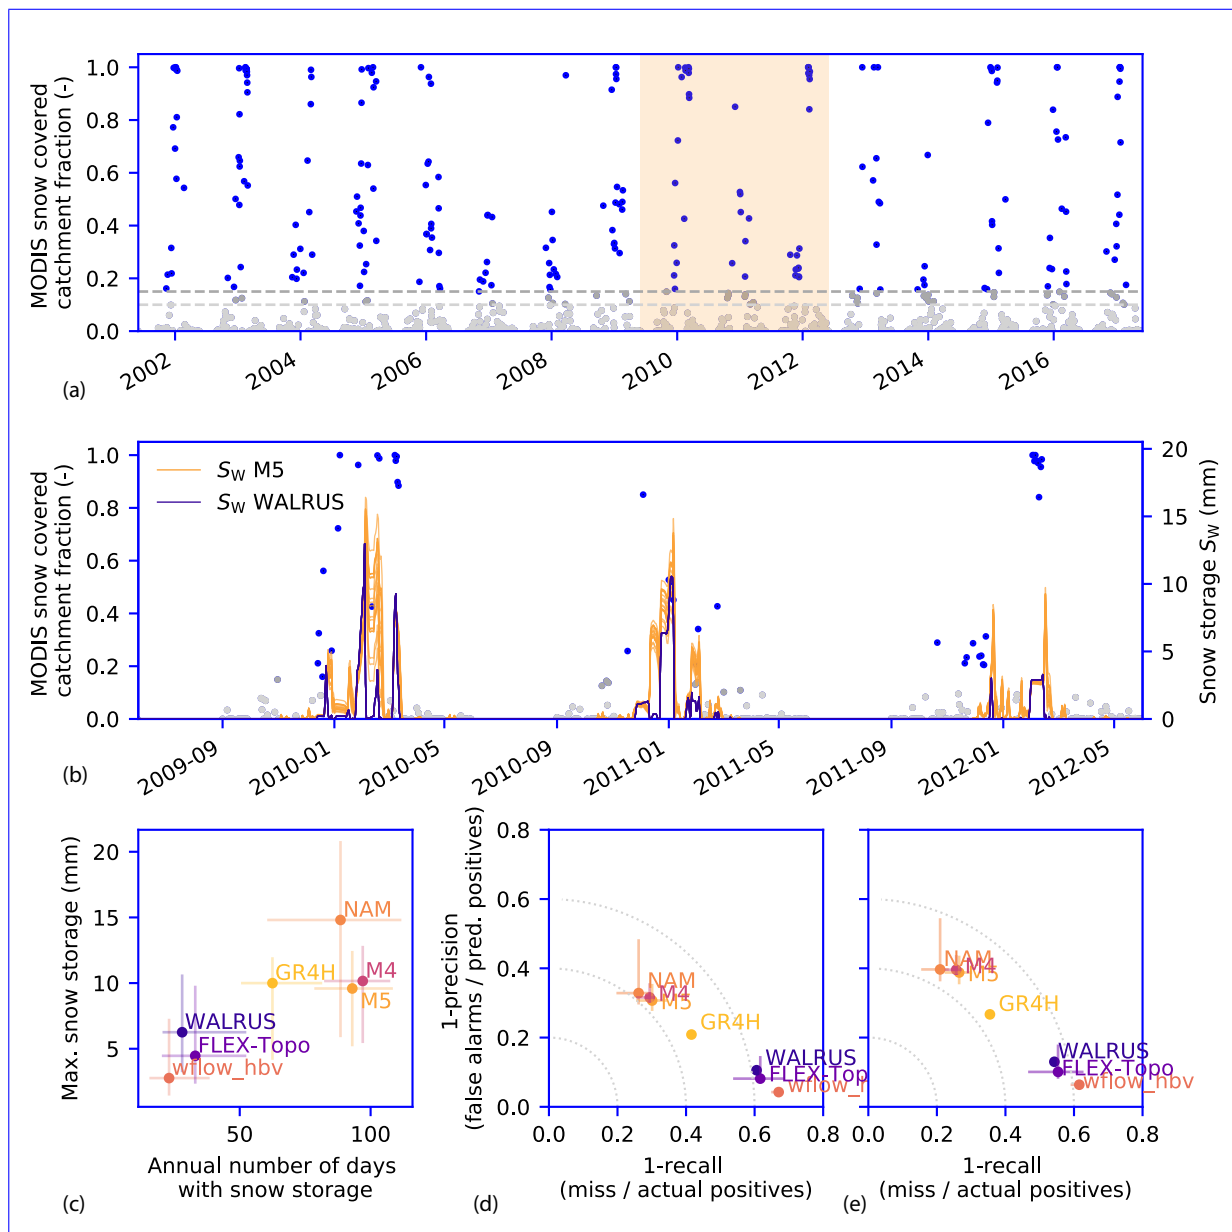 MODIS snow covered
catchment fraction (-)
1.0
0.8
0.6
0.4
0.2
0.0
2002
2004
2006
2008
2010
2012
2014
2016
(a)
MODIS snow covered
catchment fraction (-)
1.0
0.8
0.6
0.4
0.2
0.0
SW M5
SW WALRUS
20
15
10
5
0
Snow storage SW (mm)
2009-09
2010-01
2010-05
2010-09
2011-01
2011-05
2011-09
2012-01
2012-05
(b)
Max. snow storage (mm)
20
15
10
5
NAM
GR4H
M4
M5
WALRUS
FLEX-Topo
wflow_hbv
50
100
Annual number of days
with snow storage
(c)
1-precision
(false alarms / pred. positives)
0.8
0.6
0.4
0.2
0.0
NAM
M4
M5
GR4H
WALRUS
FLEX-Top
wflow_h
0.0
0.2
0.4
0.6
0.8
1-recall
(miss / actual positives)
(d)
NAM
M4
M5
GR4H
WALRUS
FLEX-Topo
wflow_hbv
0.0
0.2
0.4
0.6
0.8
1-recall
(miss / actual positives)
(e)